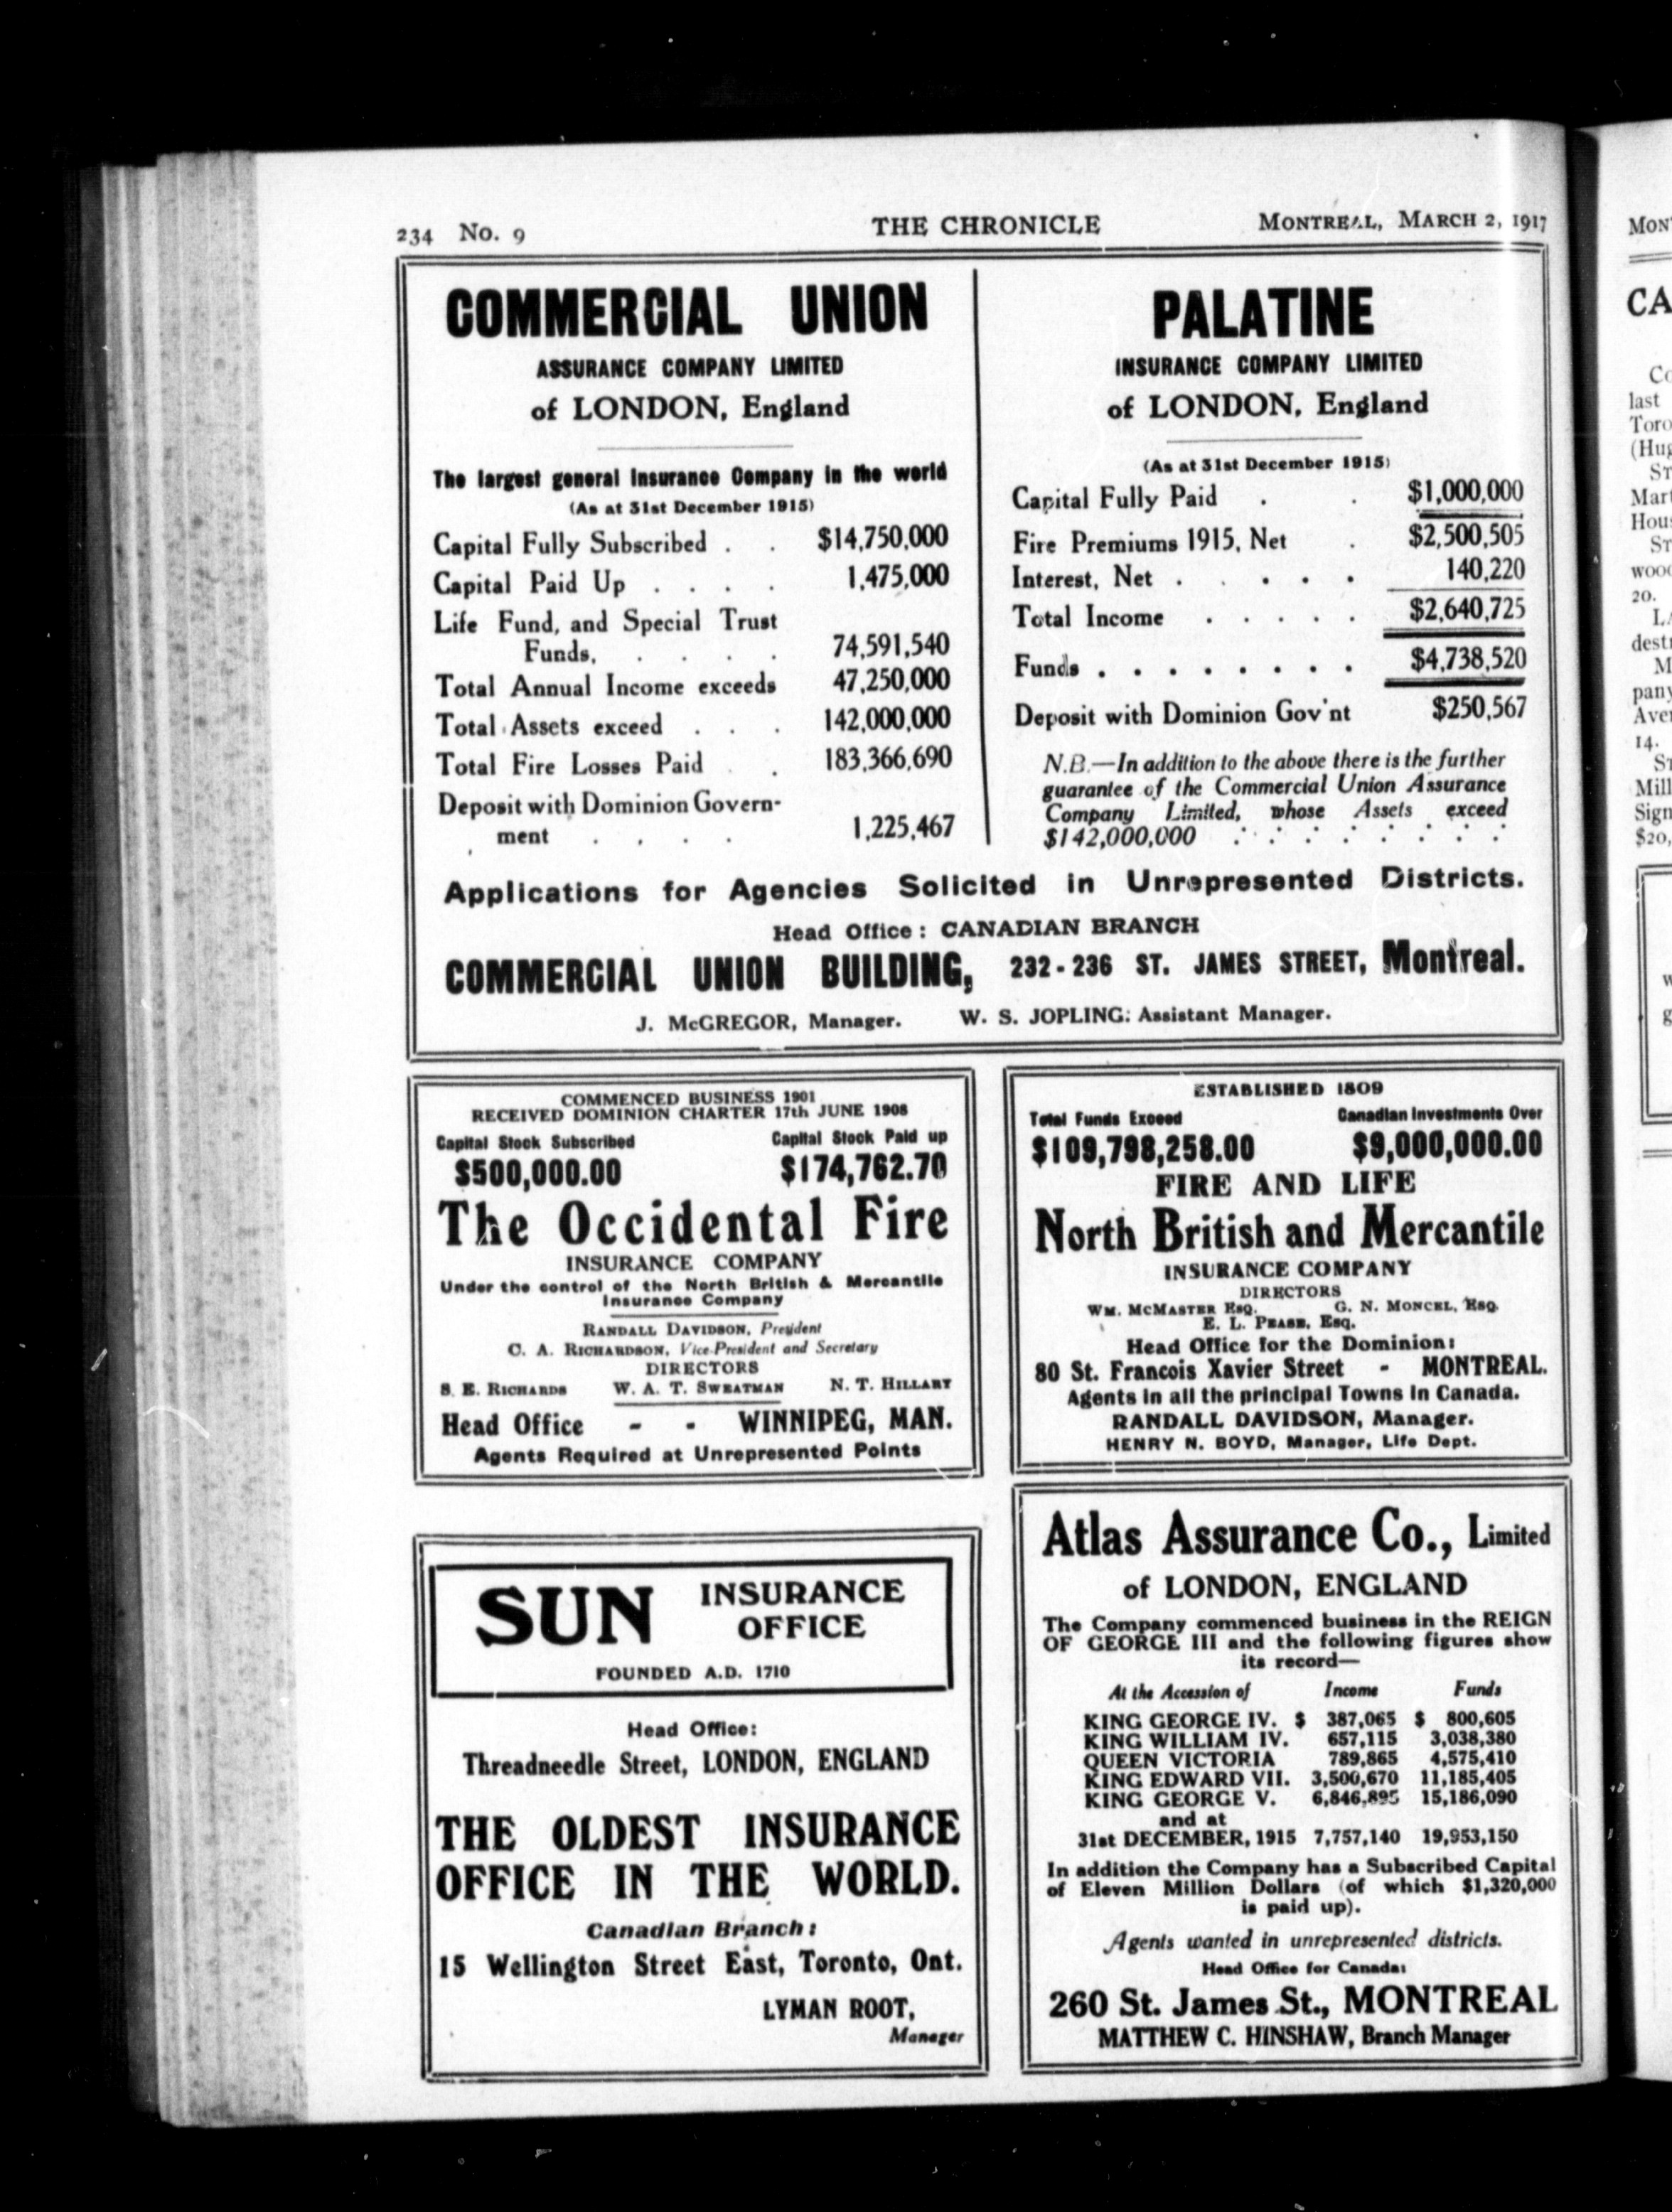 234 No. 9 THE CHRONICLE MONTREAL, MARCH 2, 1917
COMMERCIAL UNION
ASSURANCE COMPANY LIMITED
of LONDON, England
The largest general Insurance Company in the world
(As at 31st December 1915)
Capital Fully Subscribed . . $14,750,000
Capital Paid Up . . . . 1,475,000
Life Fund, and Special Trust
Funds, . . . . 74,591,540
Total Annual Income exceeds 47,250,000
Total Assets exceed . . . 142,000,000
Total Fire Losses Paid . . 183,366,690
Deposit with Dominion Govern-
ment . . . . 1,225,467
PALATINE
INSURANCE COMPANY LIMITED
of LONDON, England
(As at 31st December 1915)
Capital Fully Paid . . $1,000,000
Fire Premiums 1915, Net . $2,500,505
Interest, Net . . . . . 140,220
Total Income . . . . . $2,640,725
Funds . . . . . . . . $4,738,520
Deposit with Dominion Gov'nt $250,567
N.B.—In addition to the above there is the further
guarantee of the Commercial Union Assurance
Company Limited, whose Assets exceed
$142,000,000 . . . . . . . .
Applications for Agencies Solicited in Unrepresented Districts.
Head Office: CANADIAN BRANCH
COMMERCIAL UNION BUILDING, 232-236 ST. JAMES STREET, Montreal.
J. McGREGOR, Manager. W. S. JOPLING. Assistant Manager.
COMMENCED BUSINESS 1901
RECEIVED DOMINION CHARTER 17th JUNE 1908
Capital Stock Subscribed Capital Stock Paid up
$500,000.00 $174,762.70
The Occidental Fire
INSURANCE COMPANY
Under the control of the North British & Mercantile
Insurance Company
RANDALL DAVIDSON, President
C. A. RICHARDSON, Vice-President and Secretary
DIRECTORS
S. E. RICHARDS W. A. T. SWEATMAN N. T. HILLARY
Head Office - - WINNIPEG, MAN.
Agents Required at Unrepresented Points
ESTABLISHED 1809
Total Funds Exceed Canadian Investments Over
$109,798,258.00 $9,000,000.00
FIRE AND LIFE
North British and Mercantile
INSURANCE COMPANY
DIRECTORS
WM. MCMASTER Esq. G. N. MONCEL, Esq.
E. L. PEASE, Esq.
Head Office for the Dominion:
80 St. Francois Xavier Street - MONTREAL.
Agents in all the principal Towns in Canada.
RANDALL DAVIDSON, Manager.
HENRY N. BOYD, Manager, Life Dept.
SUN INSURANCE
OFFICE
FOUNDED A.D. 1710
Head Office:
Threadneedle Street, LONDON, ENGLAND
THE OLDEST INSURANCE
OFFICE IN THE WORLD.
Canadian Branch:
15 Wellington Street East, Toronto, Ont.
LYMAN ROOT,
Manager
Atlas Assurance Co., Limited
of LONDON, ENGLAND
The Company commenced business in the REIGN
OF GEORGE III and the following figures show
its record—
At the Accession of Income Funds
KING GEORGE IV. $ 387,065 $ 800,605
KING WILLIAM IV. 657,115 3,038,380
QUEEN VICTORIA 789,865 4,575,410
KING EDWARD VII. 3,500,670 11,185,405
KING GEORGE V. 6,846,895 15,186,090
and at
31st DECEMBER, 1915 7,757,140 19,953,150
In addition the Company has a Subscribed Capital
of Eleven Million Dollars (of which $1,320,000
is paid up).
Agents wanted in unrepresented districts.
Head Office for Canada:
260 St. James St., MONTREAL
MATTHEW C. HINSHAW, Branch Manager